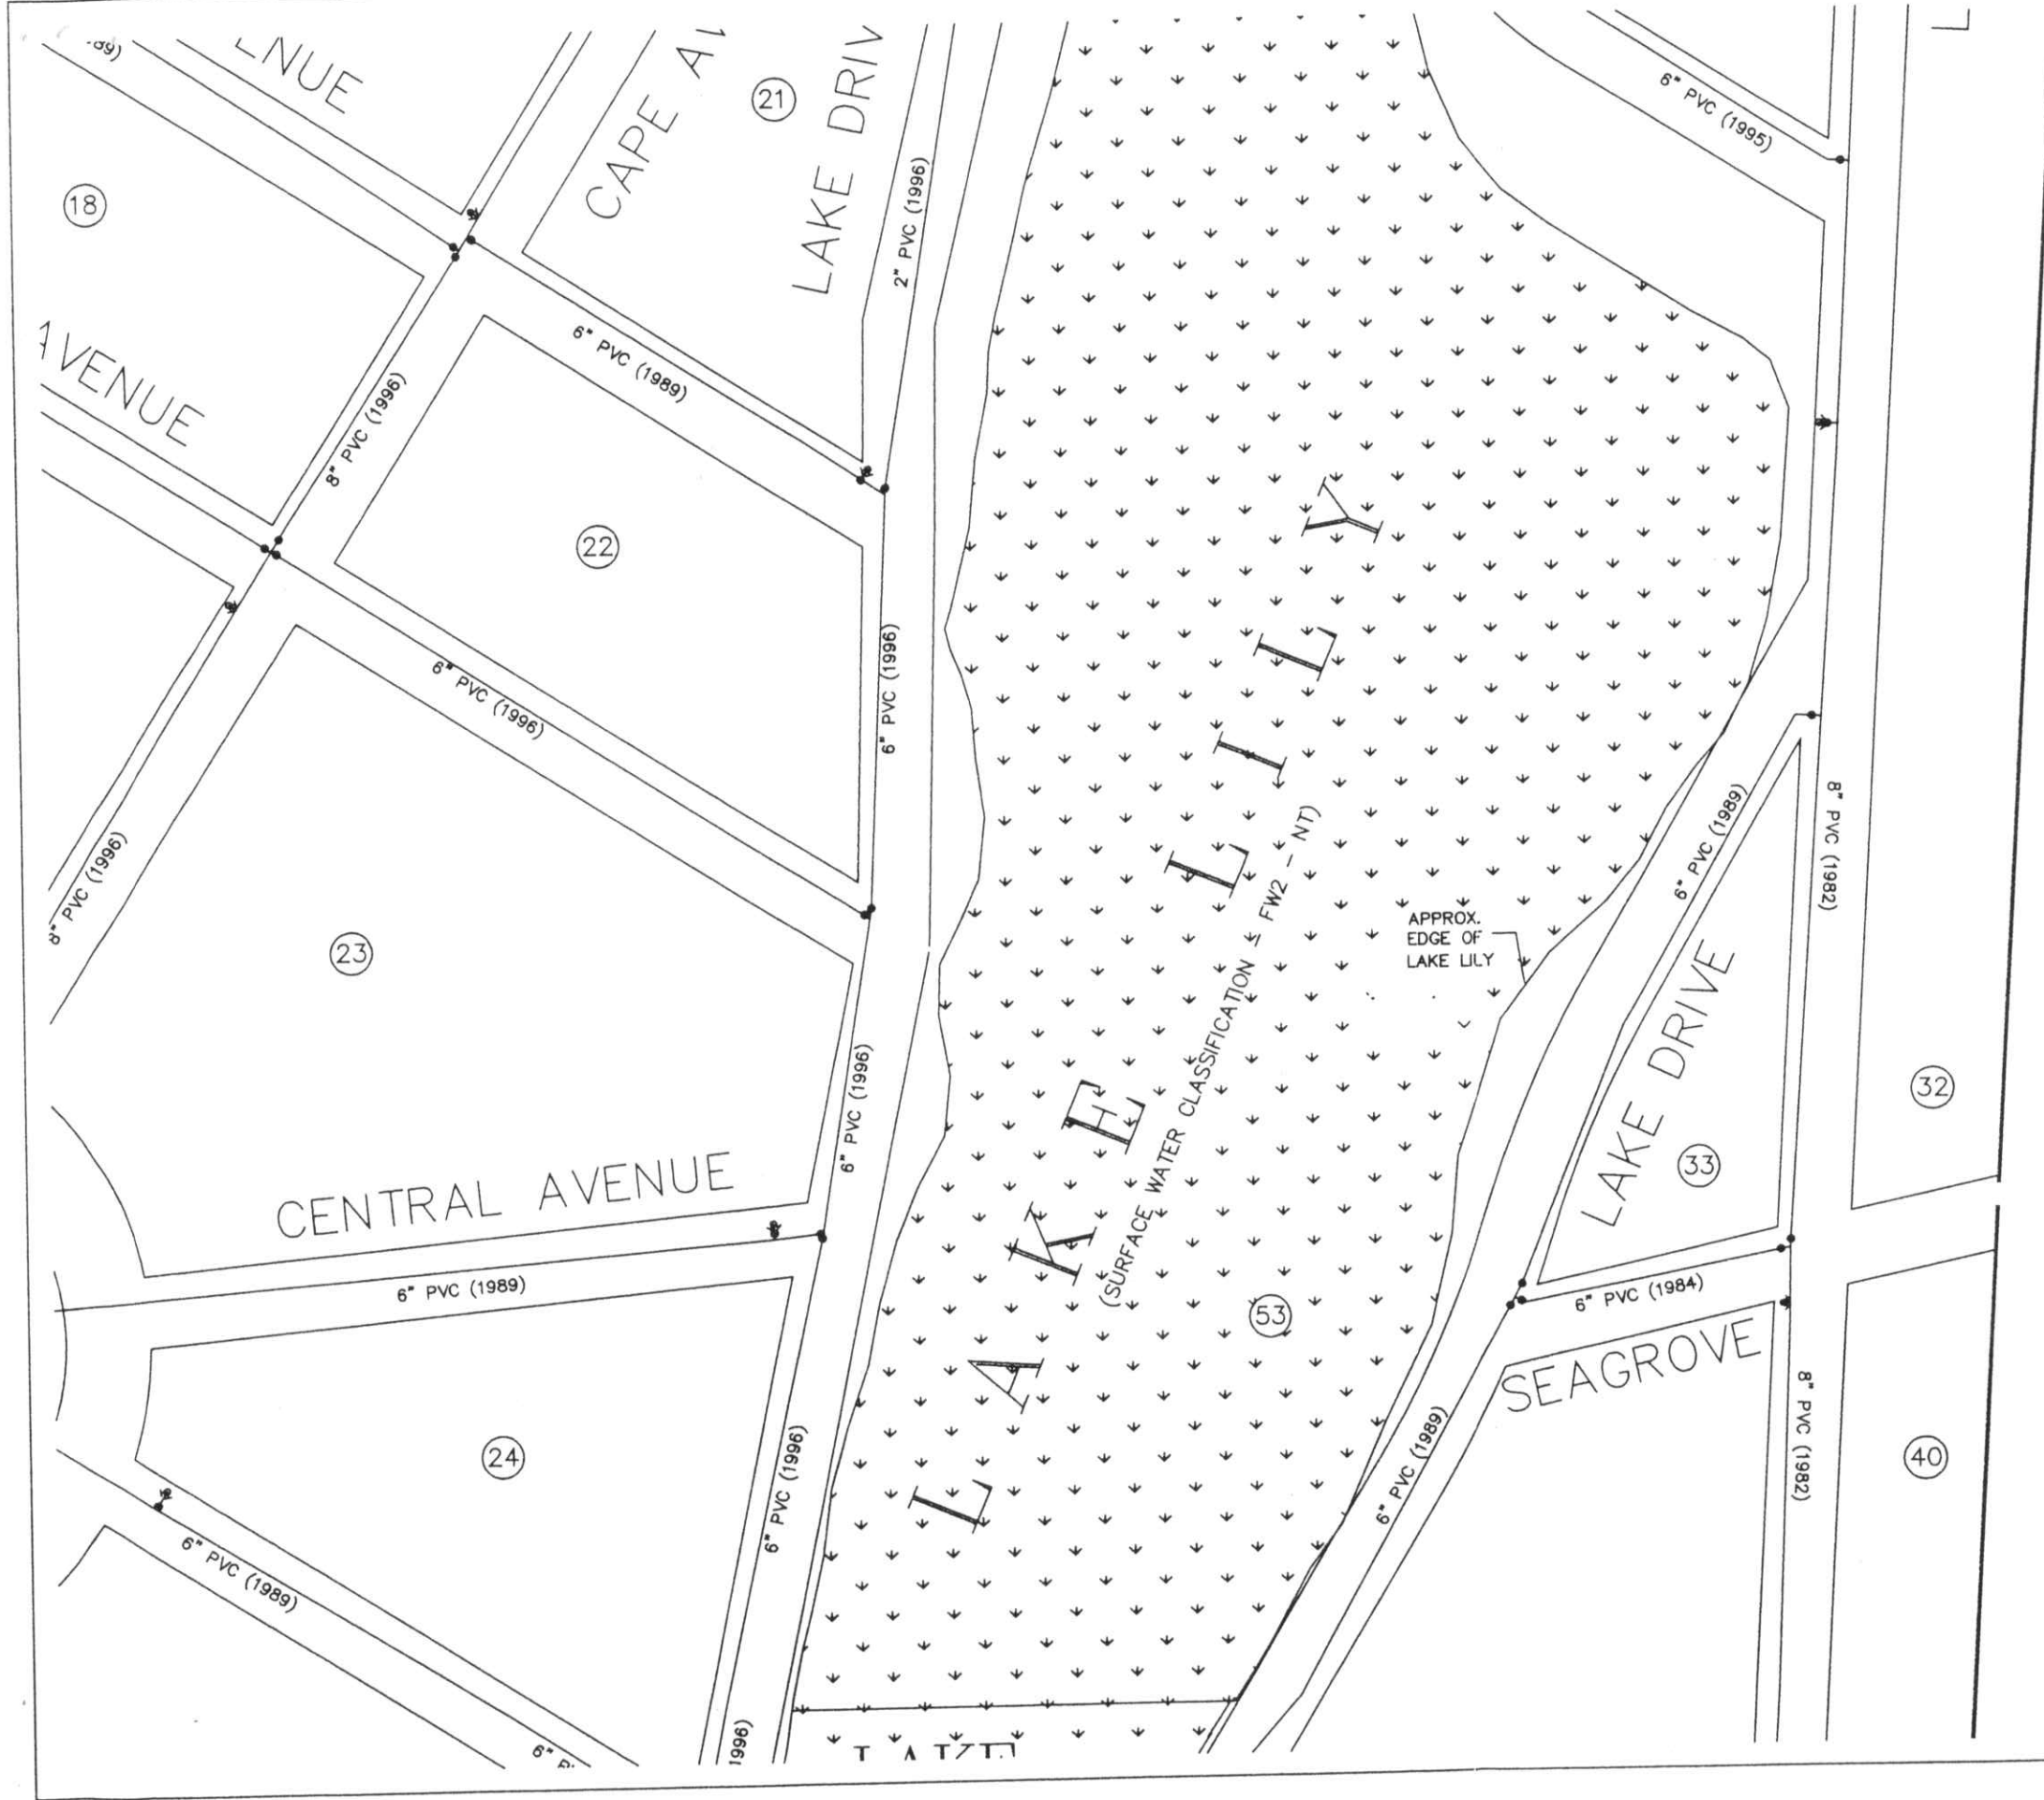 ENUE
CAPE
21
LAKE DRIV
2" PVC (1996)
6" PVC (1995)
18
AVENUE
8" PVC (1996)
6" PVC (1989)
22
6" PVC (1996)
6" PVC (1996)
8" PVC (1996)
23
6" PVC (1996)
CENTRAL AVENUE
6" PVC (1989)
24
6" PVC (1996)
6" PVC (1989)
6"
1996)
LAKE LILY
(SURFACE WATER CLASSIFICATION - FW2 - NT)
53
APPROX.
EDGE OF
LAKE LILY
6" PVC (1989)
8" PVC (1982)
LAKE DRIVE
33
32
6" PVC (1984)
SEAGROVE
6" PVC (1989)
8" PVC (1982)
40
LAKE